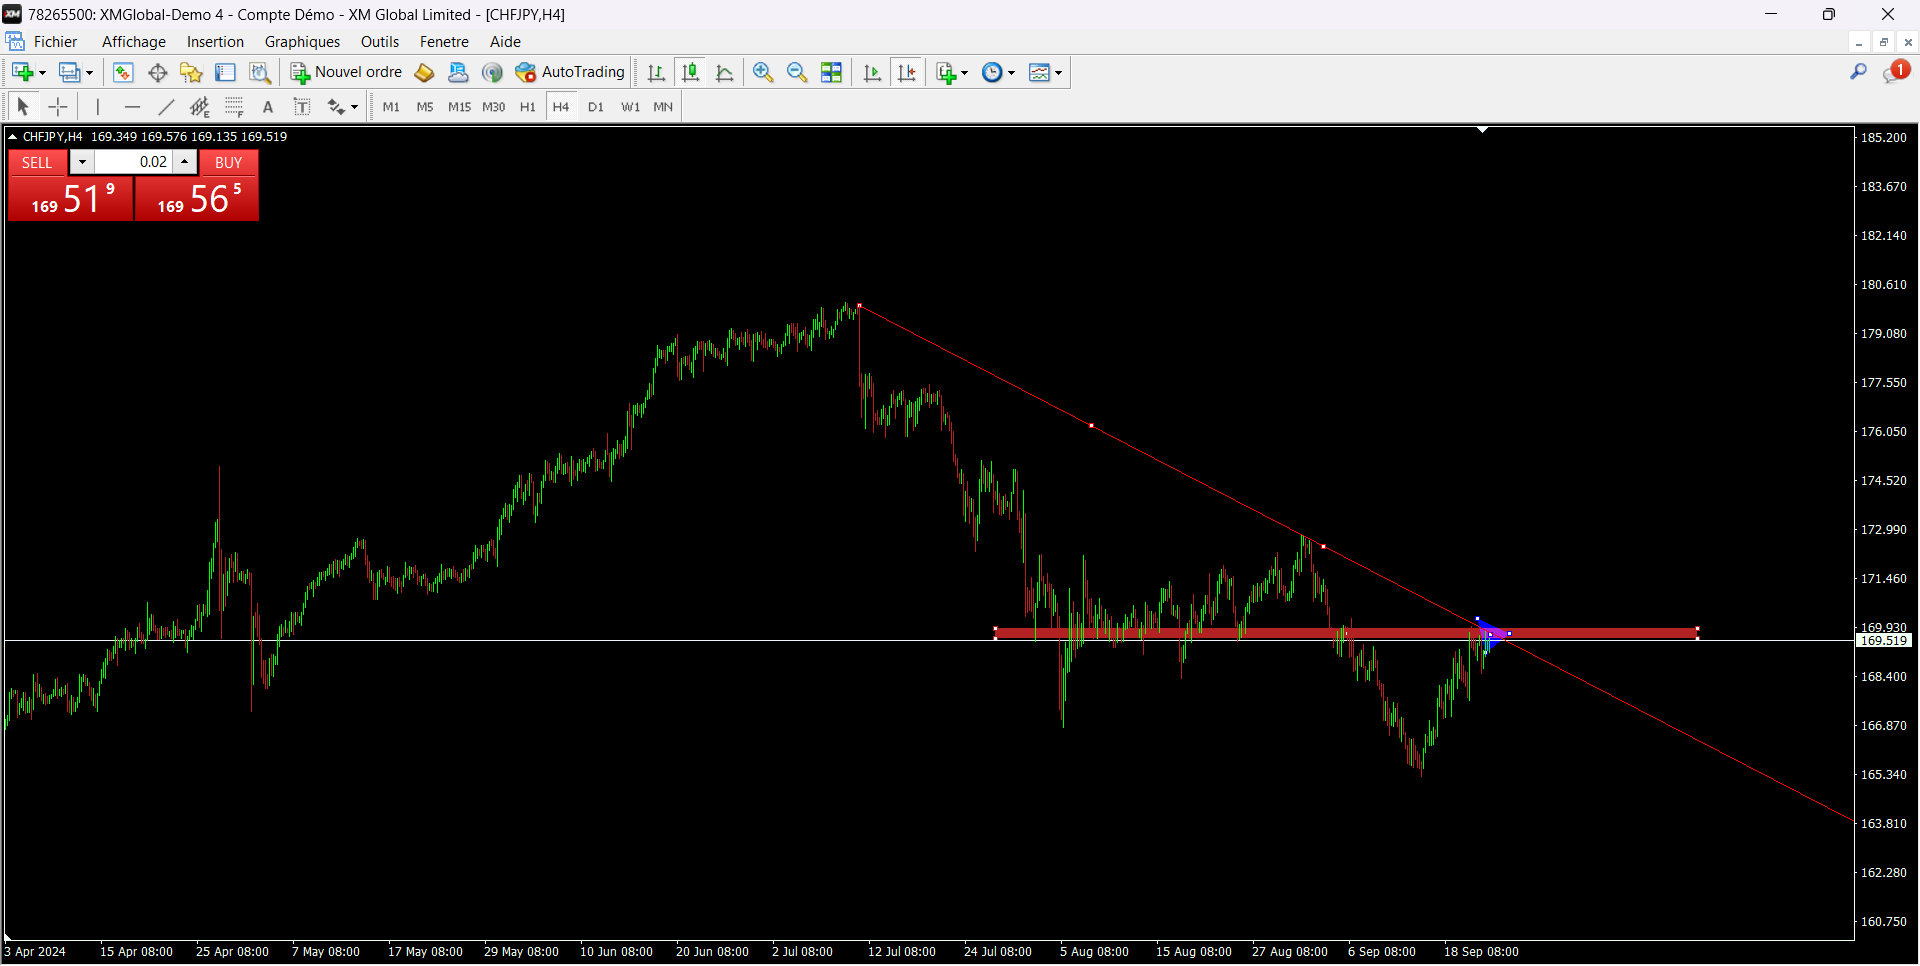 XM 78265500: XMGlobal-Demo 4 - Compte Démo - XM Global Limited - [CHFJPY,H4]
Fichier Affichage Insertion Graphiques Outils Fenetre Aide
Nouvel ordre AutoTrading 1
E F A T M1 M5 M15 M30 H1 H4 D1 W1 MN
CHFJPY,H4 169.349 169.576 169.135 169.519
SELL 0.02 BUY
169 51 9 169 56 5
185.200
183.670
182.140
180.610
179.080
177.550
176.050
174.520
172.990
171.460
169.930
169.519
168.400
166.870
165.340
163.810
162.280
160.750
3 Apr 2024 15 Apr 08:00 25 Apr 08:00 7 May 08:00 17 May 08:00 29 May 08:00 10 Jun 08:00 20 Jun 08:00 2 Jul 08:00 12 Jul 08:00 24 Jul 08:00 5 Aug 08:00 15 Aug 08:00 27 Aug 08:00 6 Sep 08:00 18 Sep 08:00